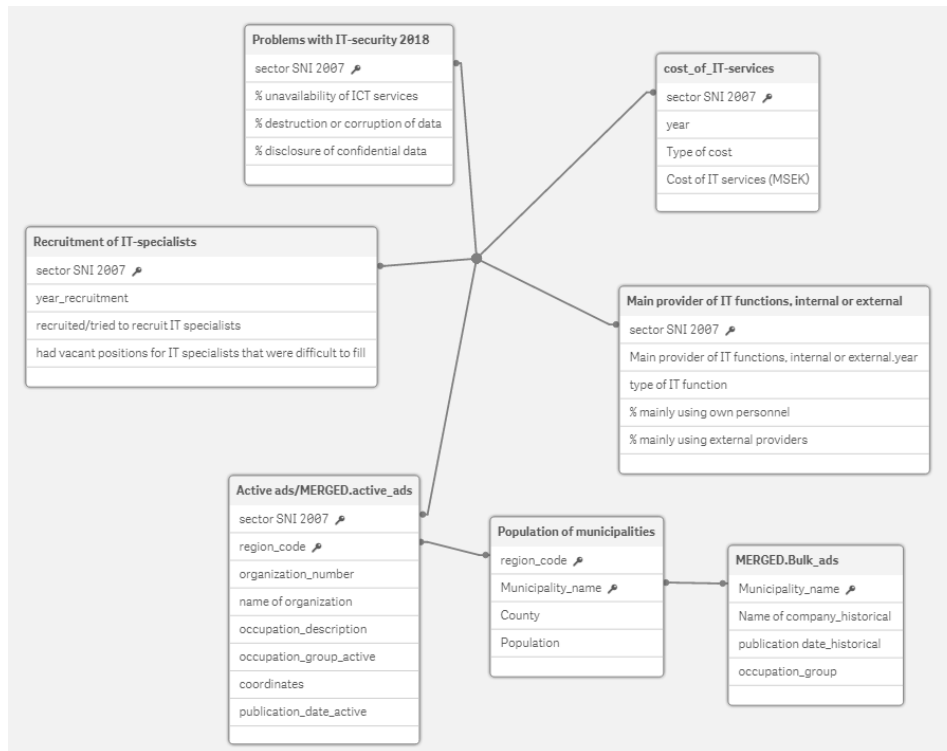 Problems with IT-security 2018
sector SNI 2007
% unavailability of ICT services
% destruction or corruption of data
% disclosure of confidential data
cost_of_IT-services
sector SNI 2007
year
Type of cost
Cost of IT services (MSEK)
Recruitment of IT-specialists
sector SNI 2007
year_recruitment
recruited/tried to recruit IT specialists
had vacant positions for IT specialists that were difficult to fill
Main provider of IT functions, internal or external
sector SNI 2007
Main provider of IT functions, internal or external.year
type of IT function
% mainly using own personnel
% mainly using external providers
Active ads/MERGED.active_ads
sector SNI 2007
region_code
organization_number
name of organization
occupation_description
occupation_group_active
coordinates
publication_date_active
Population of municipalities
region_code
Municipality_name
County
Population
MERGED.Bulk_ads
Municipality_name
Name of company_historical
publication date_historical
occupation_group